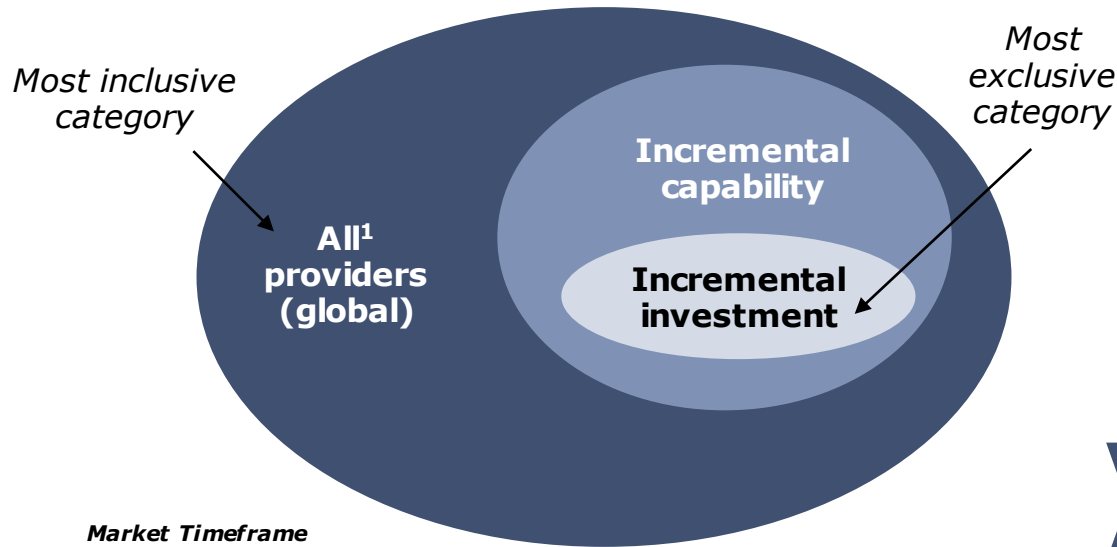 Most inclusive
category
Most
exclusive
category
Incremental
capability
All¹
providers
(global)
Incremental
investment
Market Timeframe